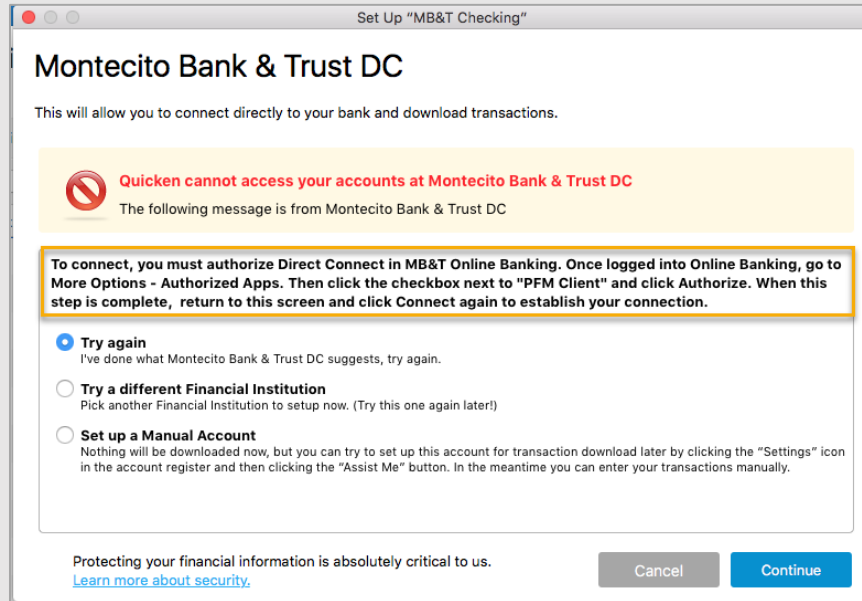 Set Up “MB&T Checking”
Montecito Bank & Trust DC
This will allow you to connect directly to your bank and download transactions.
Quicken cannot access your accounts at Montecito Bank & Trust DC
The following message is from Montecito Bank & Trust DC
To connect, you must authorize Direct Connect in MB&T Online Banking. Once logged into Online Banking, go to
More Options - Authorized Apps. Then click the checkbox next to "PFM Client" and click Authorize. When this
step is complete, return to this screen and click Connect again to establish your connection.
Try again
I've done what Montecito Bank & Trust DC suggests, try again.
Try a different Financial Institution
Pick another Financial Institution to setup now. (Try this one again later!)
Set up a Manual Account
Nothing will be downloaded now, but you can try to set up this account for transaction download later by clicking the “Settings” icon
in the account register and then clicking the “Assist Me” button. In the meantime you can enter your transactions manually.
Protecting your financial information is absolutely critical to us.
Learn more about security.
Cancel
Continue